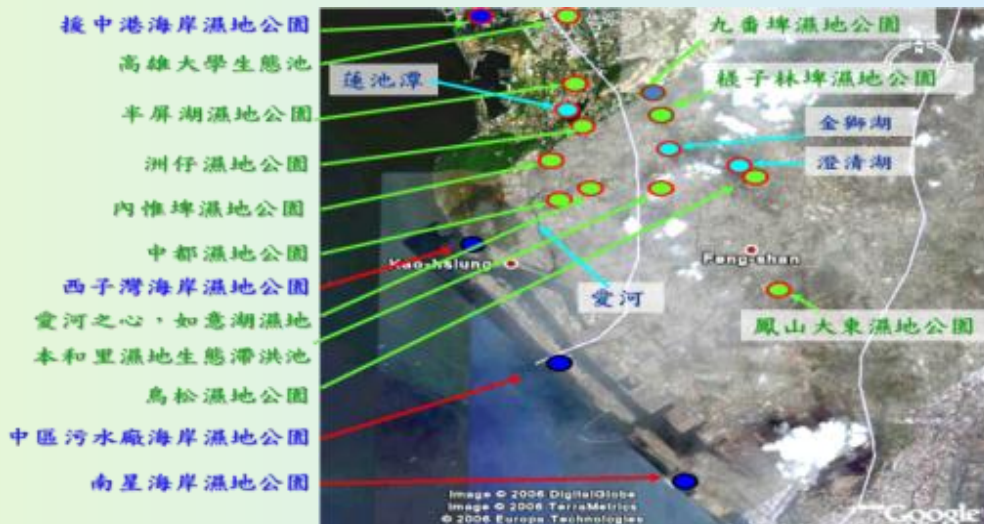 援中港海岸濕地公園
高雄大學生態池
半屏湖濕地公園
洲仔濕地公園
內惟埤濕地公園
中都濕地公園
西子灣海岸濕地公園
愛河之心，如意湖濕地
本和里濕地生態滯洪池
鳥松濕地公園
中區污水廠海岸濕地公園
南星海岸濕地公園
蓮池潭
九番埤濕地公園
檨子林埤濕地公園
金獅湖
澄清湖
Kao-hsiung
Feng-shan
愛河
鳳山大東濕地公園
Image © 2006 DigitalGlobe
Image © 2006 TerraMetrics
© 2006 Europa Technologies
Google